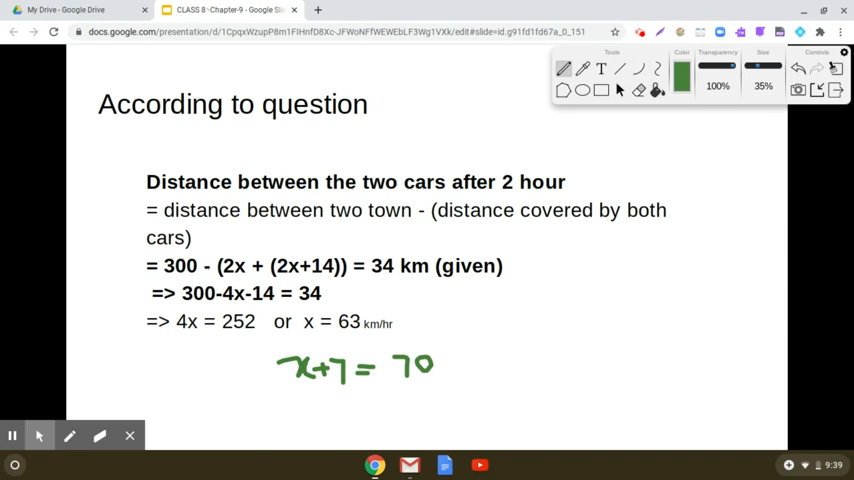 My Drive - Google Drive
CLASS 8 - Chapter-9 - Google Slid
docs.google.com/presentation/d/1CpqxWzupP8m1FIHnfD8Xc-JFWoNFfWEWEbLF3Wg1VXk/edit#slide=id.g91fd1fd67a_0_151
Tools Color Transparency Size Controls
T
100% 35%
According to question
Distance between the two cars after 2 hour
= distance between two town - (distance covered by both
cars)
= 300 - (2x + (2x+14)) = 34 km (given)
=> 300-4x-14 = 34
=> 4x = 252 or x = 63 km/hr
x+7 = 70
9:39